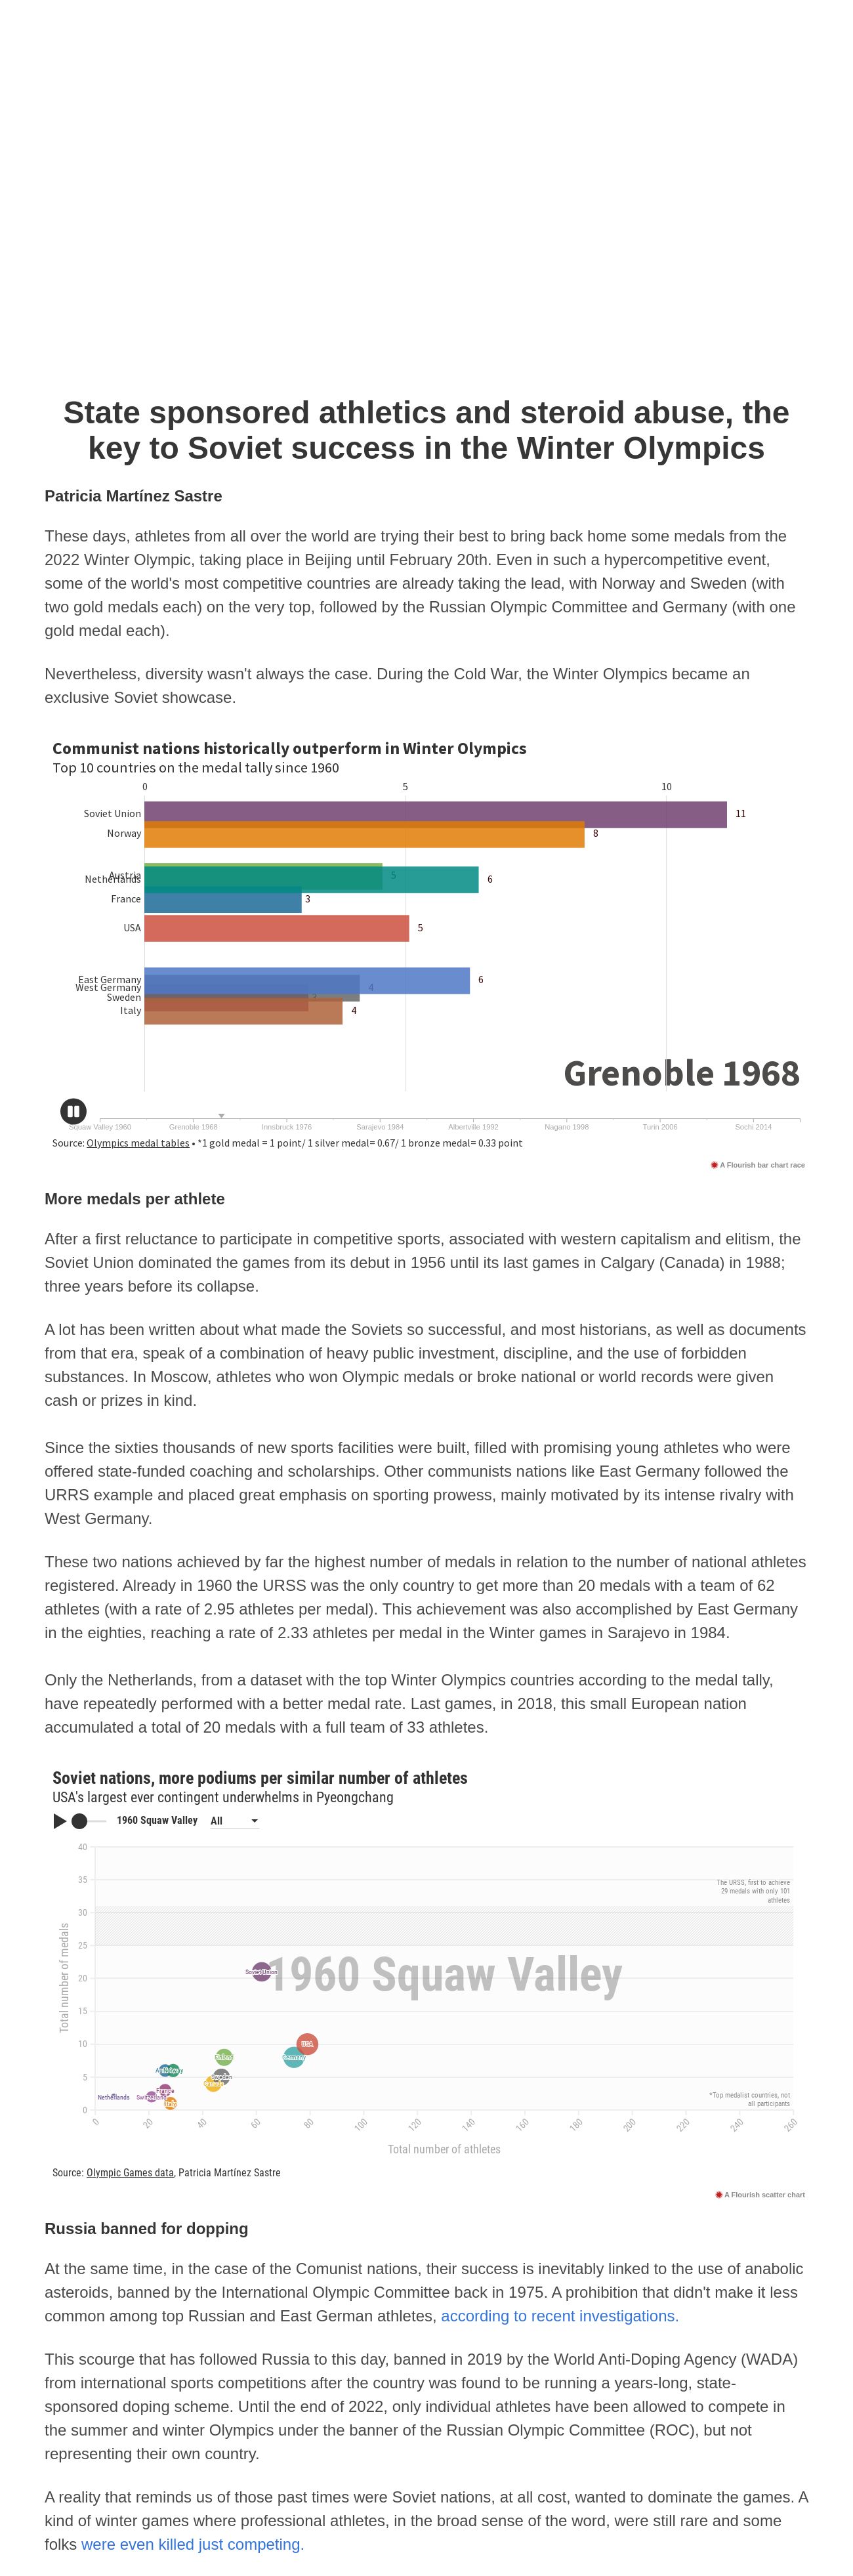 State sponsored athletics and steroid abuse, the
key to Soviet success in the Winter Olympics
Patricia Martínez Sastre
These days, athletes from all over the world are trying their best to bring back home some medals from the
2022 Winter Olympic, taking place in Beijing until February 20th. Even in such a hypercompetitive event,
some of the world's most competitive countries are already taking the lead, with Norway and Sweden (with
two gold medals each) on the very top, followed by the Russian Olympic Committee and Germany (with one
gold medal each).
Nevertheless, diversity wasn't always the case. During the Cold War, the Winter Olympics became an
exclusive Soviet showcase.
Communist nations historically outperform in Winter Olympics
Top 10 countries on the medal tally since 1960
0 5 10
Soviet Union 11
Norway 8
Austria 5
Netherlands 6
France 3
USA 5
East Germany 6
West Germany 4
Sweden
Italy 4
Grenoble 1968
Squaw Valley 1960 Grenoble 1968 Innsbruck 1976 Sarajevo 1984 Albertville 1992 Nagano 1998 Turin 2006 Sochi 2014
Source: Olympics medal tables • *1 gold medal = 1 point/ 1 silver medal= 0.67/ 1 bronze medal= 0.33 point
A Flourish bar chart race
More medals per athlete
After a first reluctance to participate in competitive sports, associated with western capitalism and elitism, the
Soviet Union dominated the games from its debut in 1956 until its last games in Calgary (Canada) in 1988;
three years before its collapse.
A lot has been written about what made the Soviets so successful, and most historians, as well as documents
from that era, speak of a combination of heavy public investment, discipline, and the use of forbidden
substances. In Moscow, athletes who won Olympic medals or broke national or world records were given
cash or prizes in kind.
Since the sixties thousands of new sports facilities were built, filled with promising young athletes who were
offered state-funded coaching and scholarships. Other communists nations like East Germany followed the
URRS example and placed great emphasis on sporting prowess, mainly motivated by its intense rivalry with
West Germany.
These two nations achieved by far the highest number of medals in relation to the number of national athletes
registered. Already in 1960 the URSS was the only country to get more than 20 medals with a team of 62
athletes (with a rate of 2.95 athletes per medal). This achievement was also accomplished by East Germany
in the eighties, reaching a rate of 2.33 athletes per medal in the Winter games in Sarajevo in 1984.
Only the Netherlands, from a dataset with the top Winter Olympics countries according to the medal tally,
have repeatedly performed with a better medal rate. Last games, in 2018, this small European nation
accumulated a total of 20 medals with a full team of 33 athletes.
Soviet nations, more podiums per similar number of athletes
USA's largest ever contingent underwhelms in Pyeongchang
1960 Squaw Valley All
40
35
30
25
20
15
10
5
0
Total number of medals
The URSS, first to achieve
29 medals with only 101
athletes
1960 Squaw Valley
Soviet Union
USA
Germany
Finland
Norway
Sweden
France
Netherlands
Switzerland
Italy
*Top medalist countries, not
all participants
0 20 40 60 80 100 120 140 160 180 200 220 240 260
Total number of athletes
Source: Olympic Games data, Patricia Martínez Sastre
A Flourish scatter chart
Russia banned for dopping
At the same time, in the case of the Comunist nations, their success is inevitably linked to the use of anabolic
asteroids, banned by the International Olympic Committee back in 1975. A prohibition that didn't make it less
common among top Russian and East German athletes, according to recent investigations.
This scourge that has followed Russia to this day, banned in 2019 by the World Anti-Doping Agency (WADA)
from international sports competitions after the country was found to be running a years-long, state-
sponsored doping scheme. Until the end of 2022, only individual athletes have been allowed to compete in
the summer and winter Olympics under the banner of the Russian Olympic Committee (ROC), but not
representing their own country.
A reality that reminds us of those past times were Soviet nations, at all cost, wanted to dominate the games. A
kind of winter games where professional athletes, in the broad sense of the word, were still rare and some
folks were even killed just competing.